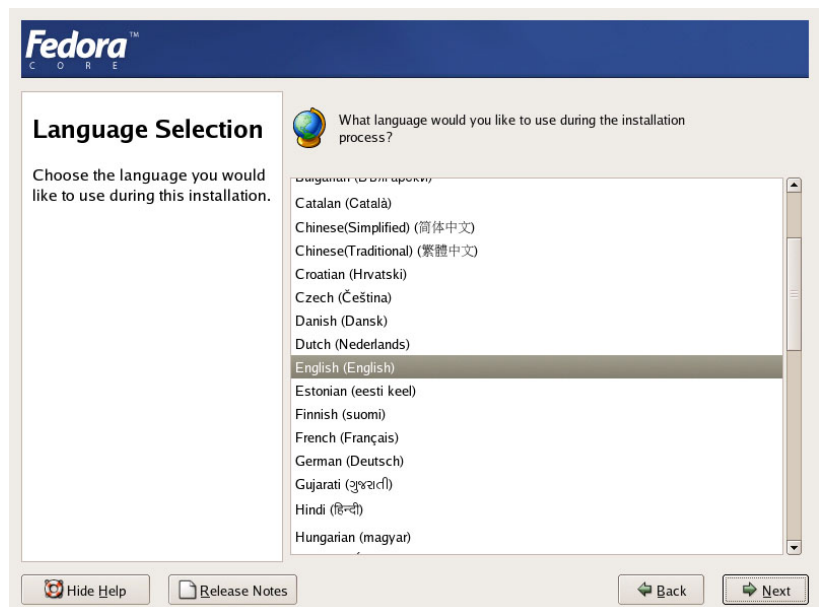 Fedora™
CORE
Language Selection
Choose the language you would
like to use during this installation.
What language would you like to use during the installation
process?
Catalan (Català)
Chinese(Simplified) (简体中文)
Chinese(Traditional) (繁體中文)
Croatian (Hrvatski)
Czech (Čeština)
Danish (Dansk)
Dutch (Nederlands)
English (English)
Estonian (eesti keel)
Finnish (suomi)
French (Français)
German (Deutsch)
Gujarati (ગુજરાતી)
Hindi (हिन्दी)
Hungarian (magyar)
Hide Help
Release Notes
Back
Next